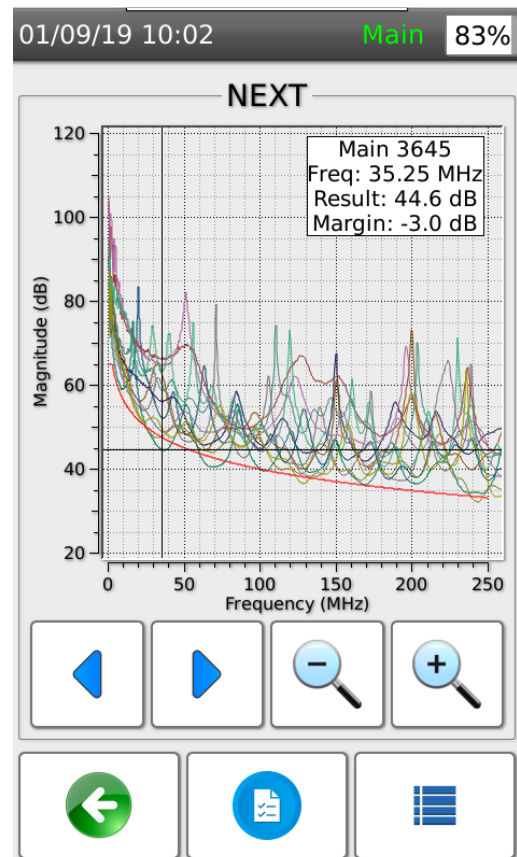 01/09/19 10:02 Main 83%
NEXT
Main 3645
Freq: 35.25 MHz
Result: 44.6 dB
Margin: -3.0 dB
Magnitude (dB)
120
100
80
60
40
20
0 50 100 150 200 250
Frequency (MHz)